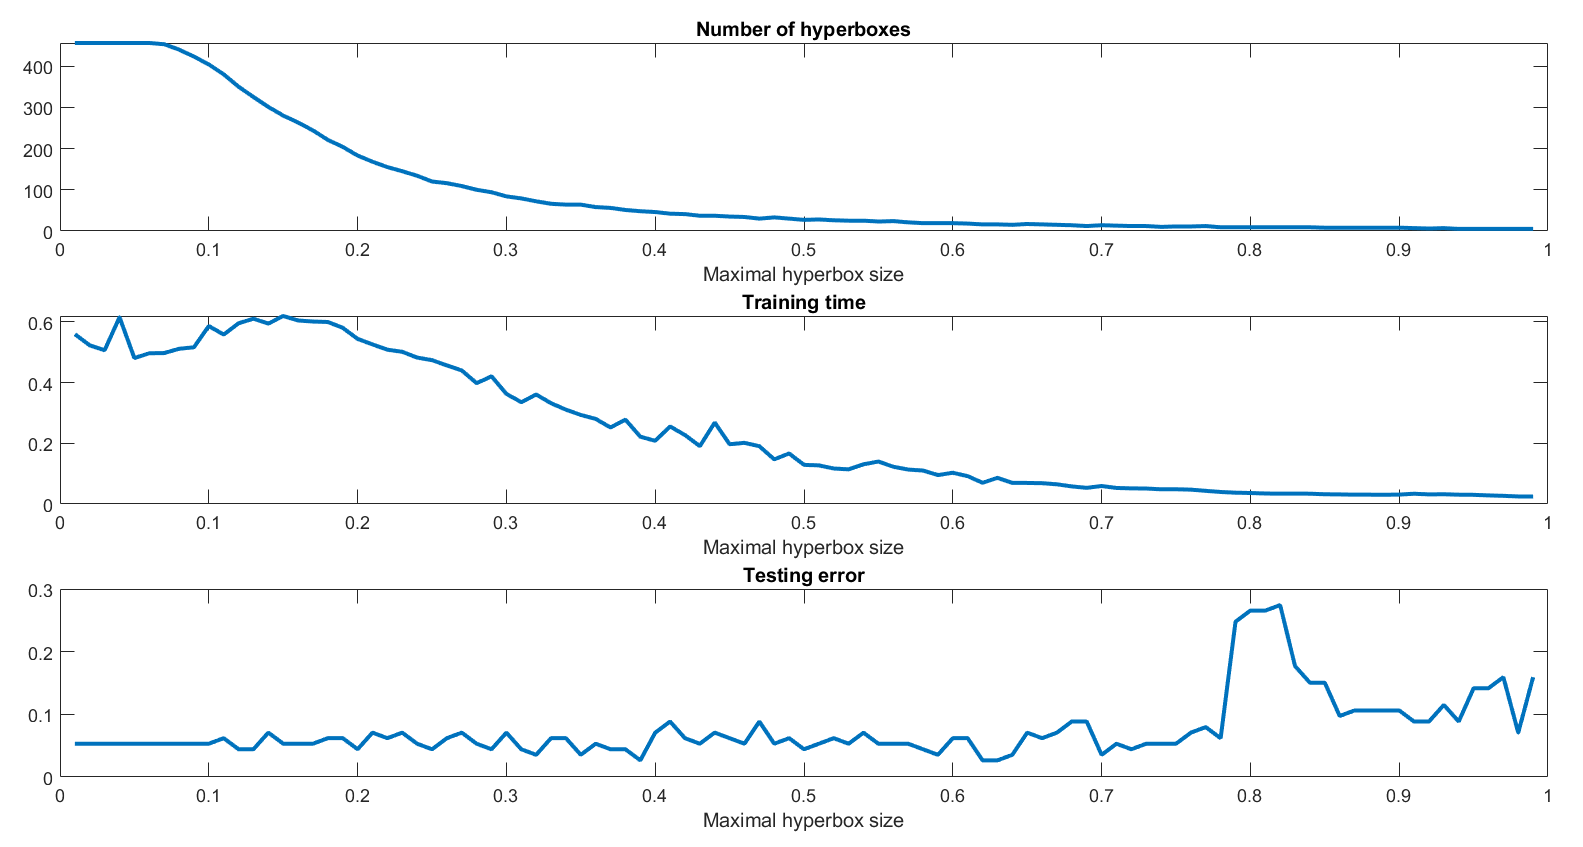 Number of hyperboxes
400
300
200
100
0
0 0.1 0.2 0.3 0.4 0.5 0.6 0.7 0.8 0.9 1
Maximal hyperbox size
Training time
0.6
0.4
0.2
0
0 0.1 0.2 0.3 0.4 0.5 0.6 0.7 0.8 0.9 1
Maximal hyperbox size
Testing error
0.3
0.2
0.1
0
0 0.1 0.2 0.3 0.4 0.5 0.6 0.7 0.8 0.9 1
Maximal hyperbox size